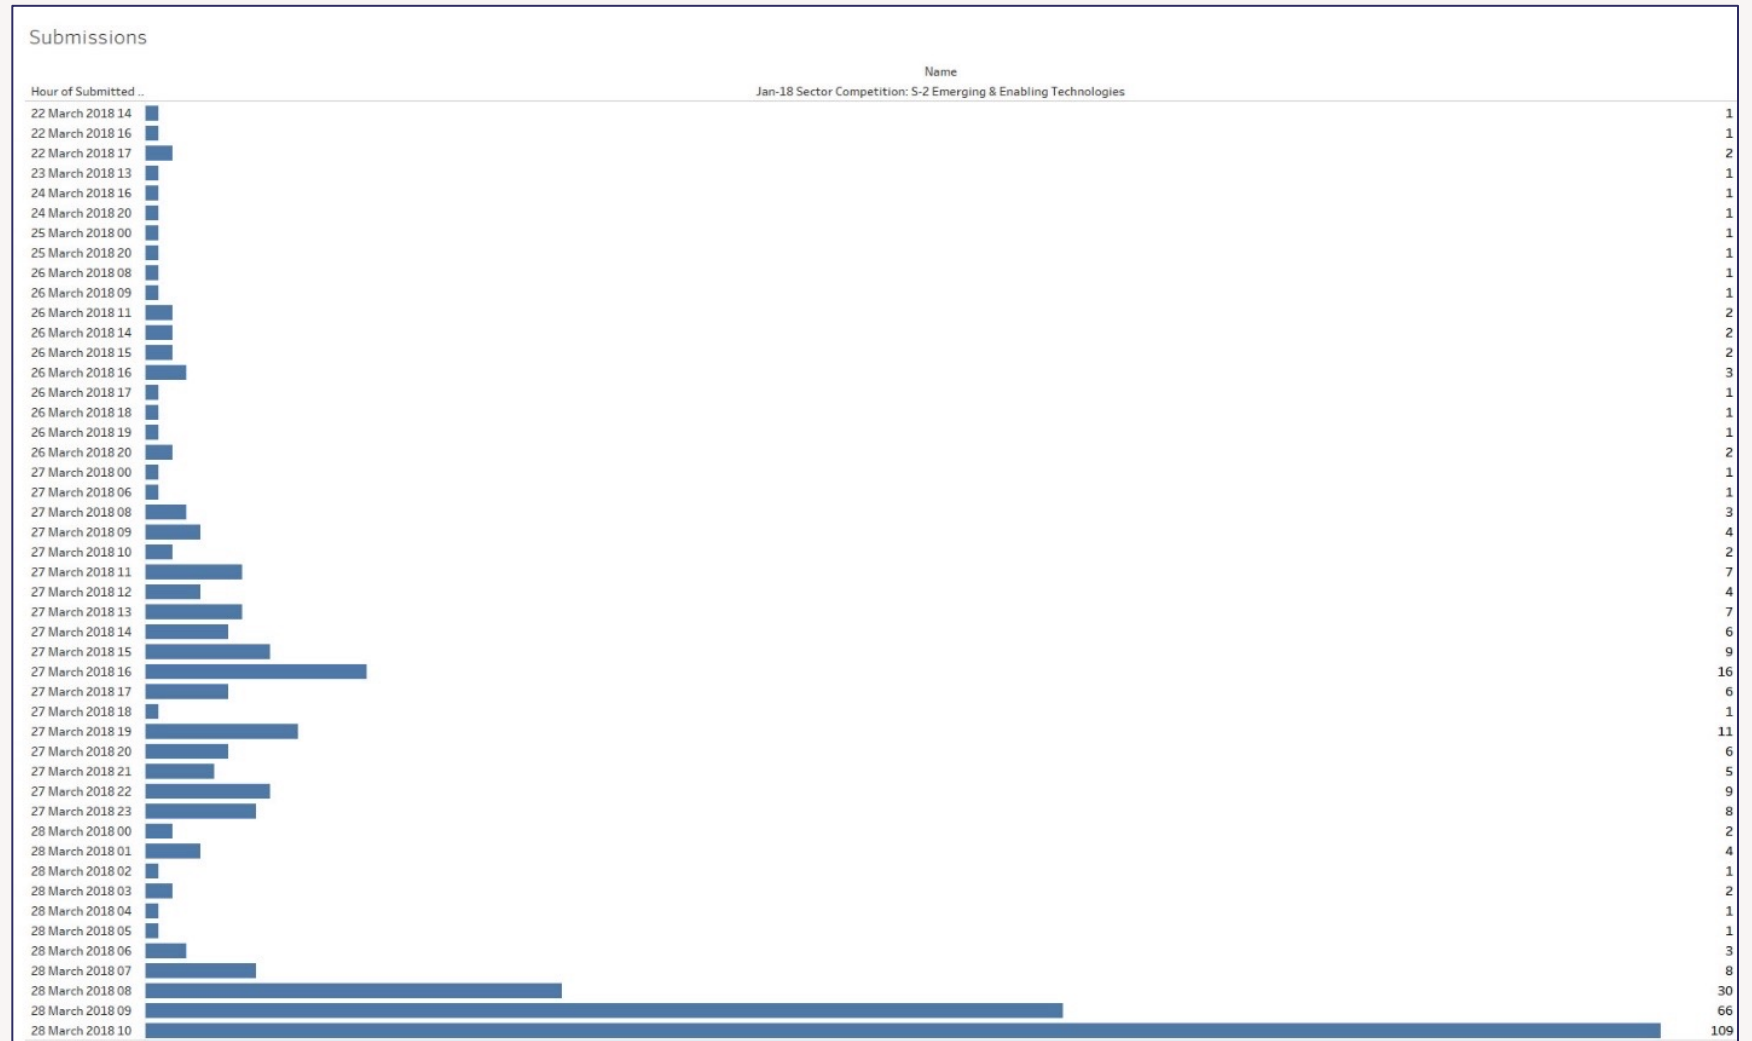 Submissions
Name
Hour of Submitted .. Jan-18 Sector Competition: S-2 Emerging & Enabling Technologies
22 March 2018 14 1
22 March 2018 16 1
22 March 2018 17 2
23 March 2018 13 1
24 March 2018 16 1
24 March 2018 20 1
25 March 2018 00 1
25 March 2018 20 1
26 March 2018 08 1
26 March 2018 09 1
26 March 2018 11 2
26 March 2018 14 2
26 March 2018 15 2
26 March 2018 16 3
26 March 2018 17 1
26 March 2018 18 1
26 March 2018 19 1
26 March 2018 20 2
27 March 2018 00 1
27 March 2018 06 1
27 March 2018 08 3
27 March 2018 09 4
27 March 2018 10 2
27 March 2018 11 7
27 March 2018 12 4
27 March 2018 13 7
27 March 2018 14 6
27 March 2018 15 9
27 March 2018 16 16
27 March 2018 17 6
27 March 2018 18 1
27 March 2018 19 11
27 March 2018 20 6
27 March 2018 21 5
27 March 2018 22 9
27 March 2018 23 8
28 March 2018 00 2
28 March 2018 01 4
28 March 2018 02 1
28 March 2018 03 2
28 March 2018 04 1
28 March 2018 05 1
28 March 2018 06 3
28 March 2018 07 8
28 March 2018 08 30
28 March 2018 09 66
28 March 2018 10 109